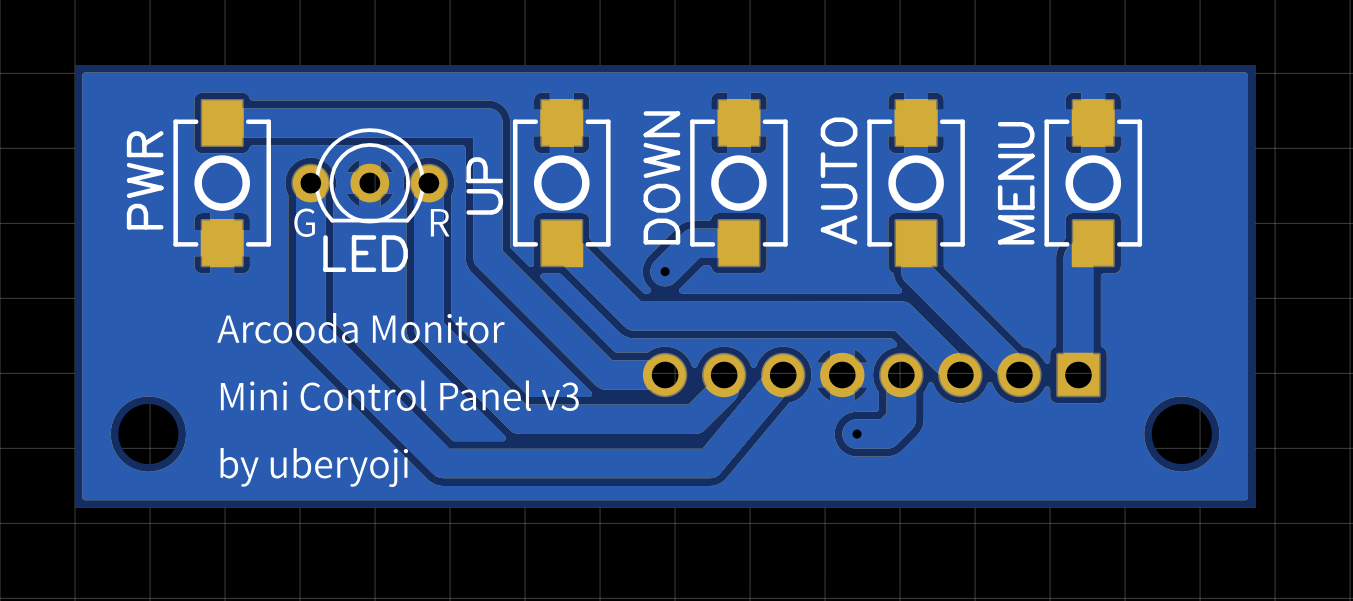 PWR
G
R
LED
UP
DOWN
AUTO
MENU
Arcooda Monitor
Mini Control Panel v3
by uberyoji